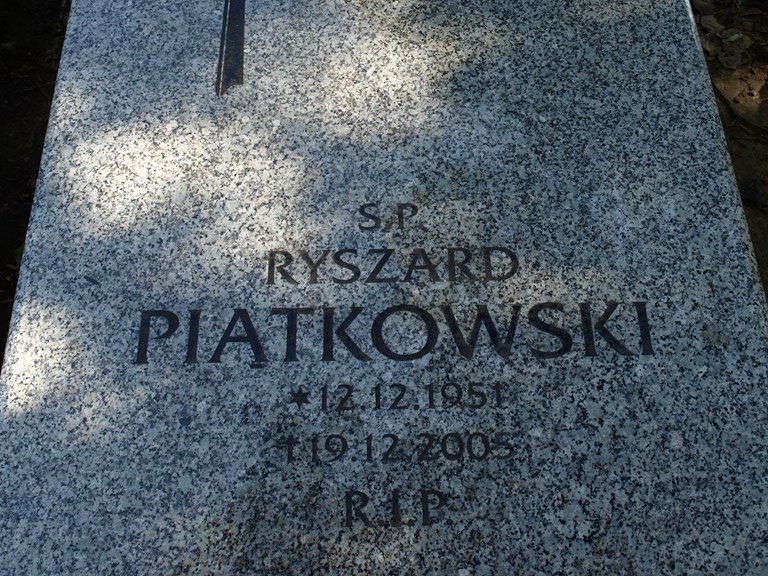 Ś.P.
RYSZARD
PIĄTKOWSKI
✶12.12.1951
†19.12.2005
R.I.P.